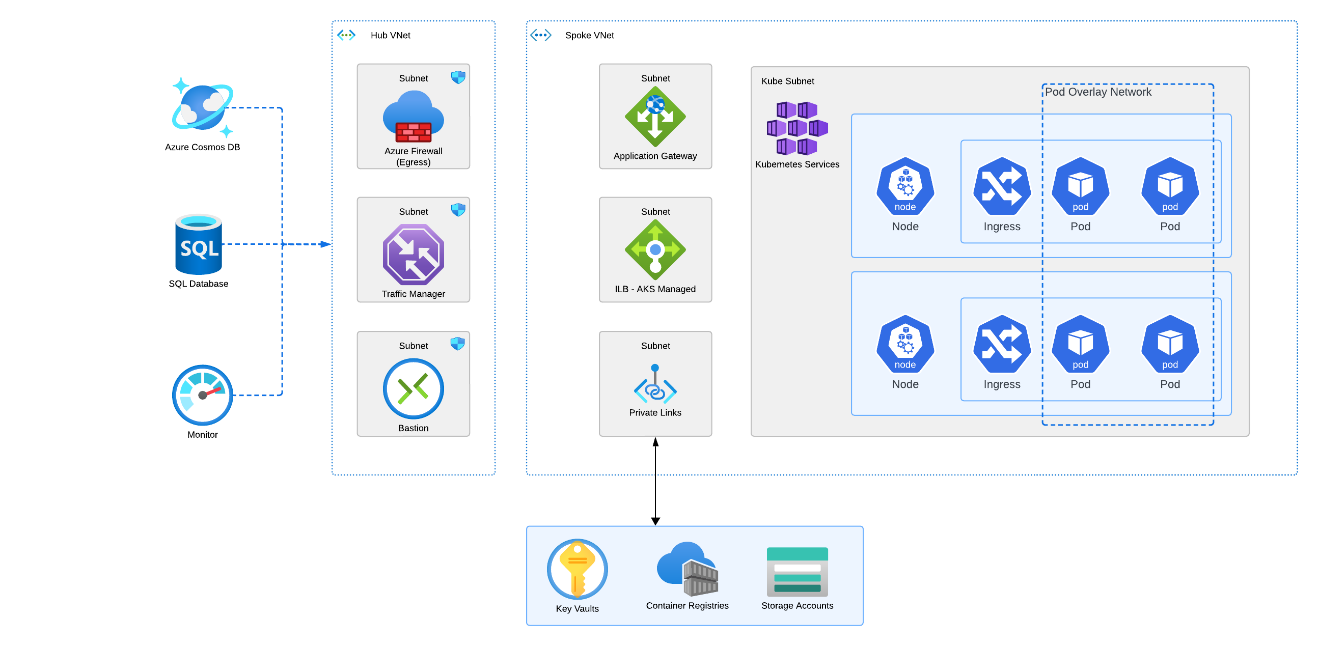 Hub VNet
Spoke VNet
Azure Cosmos DB
SQL
SQL Database
Monitor
Subnet
Azure Firewall
(Egress)
Subnet
Traffic Manager
Subnet
Bastion
Subnet
Application Gateway
Subnet
ILB - AKS Managed
Subnet
Private Links
Kube Subnet
Kubernetes Services
Pod Overlay Network
node
Node
Ingress
pod
Pod
pod
Pod
node
Node
Ingress
pod
Pod
pod
Pod
Key Vaults
Container Registries
Storage Accounts